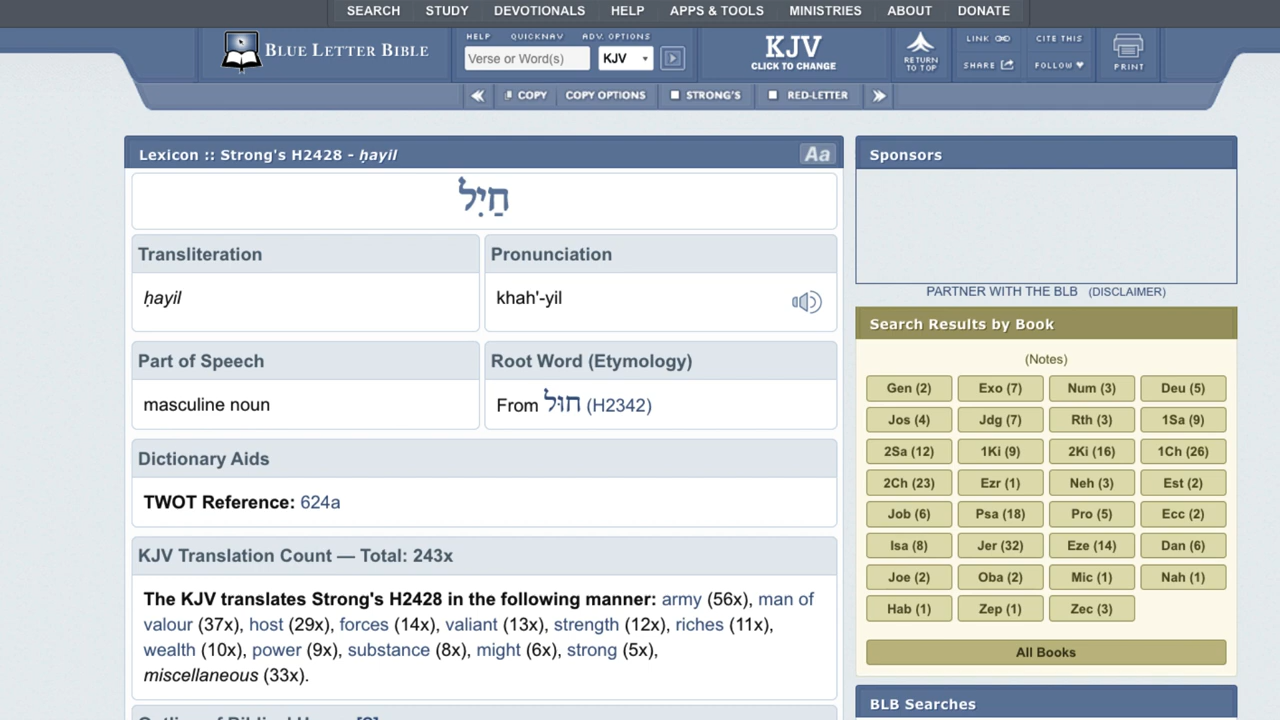 SEARCH STUDY DEVOTIONALS HELP APPS & TOOLS MINISTRIES ABOUT DONATE
BLUE LETTER BIBLE
HELP QUICKNAV ADV. OPTIONS
Verse or Word(s) KJV
KJV
CLICK TO CHANGE
RETURN
TO TOP
LINK CITE THIS
SHARE FOLLOW
PRINT
COPY COPY OPTIONS STRONG'S RED-LETTER
Lexicon :: Strong's H2428 - ḥayil Aa
חַיִל
Transliteration
ḥayil
Pronunciation
khah'-yil
Part of Speech
masculine noun
Root Word (Etymology)
From חוּל (H2342)
Dictionary Aids
TWOT Reference: 624a
KJV Translation Count — Total: 243x
The KJV translates Strong's H2428 in the following manner: army (56x), man of
valour (37x), host (29x), forces (14x), valiant (13x), strength (12x), riches (11x),
wealth (10x), power (9x), substance (8x), might (6x), strong (5x),
miscellaneous (33x).
Sponsors
PARTNER WITH THE BLB (DISCLAIMER)
Search Results by Book
(Notes)
Gen (2) Exo (7) Num (3) Deu (5)
Jos (4) Jdg (7) Rth (3) 1Sa (9)
2Sa (12) 1Ki (9) 2Ki (16) 1Ch (26)
2Ch (23) Ezr (1) Neh (3) Est (2)
Job (6) Psa (18) Pro (5) Ecc (2)
Isa (8) Jer (32) Eze (14) Dan (6)
Joe (2) Oba (2) Mic (1) Nah (1)
Hab (1) Zep (1) Zec (3)
All Books
BLB Searches